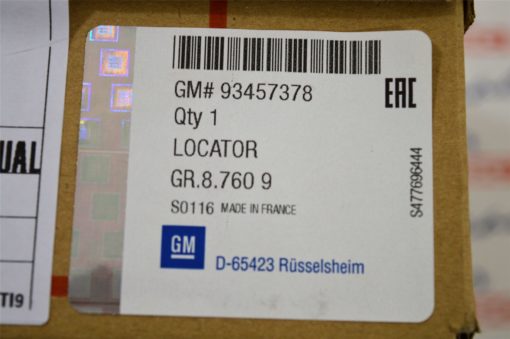 GM# 93457378
Qty 1
LOCATOR
GR.8.760 9
S0116 MADE IN FRANCE
GM
D-65423 Rüsselsheim
EAC
S477696444
UAL
TI9